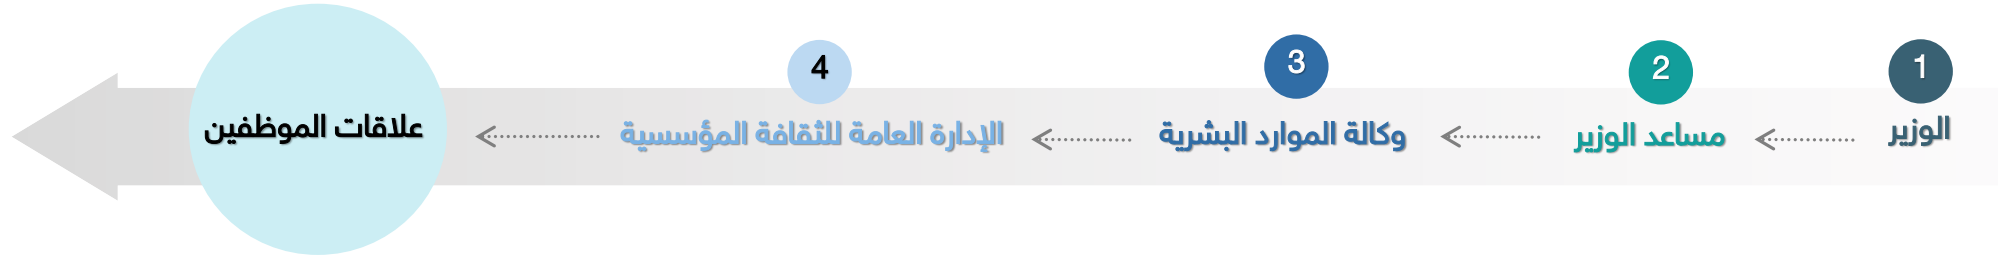 1
الوزير
2
مساعد الوزير
3
وكالة الموارد البشرية
4
الإدارة العامة للثقافة المؤسسية
علاقات الموظفين